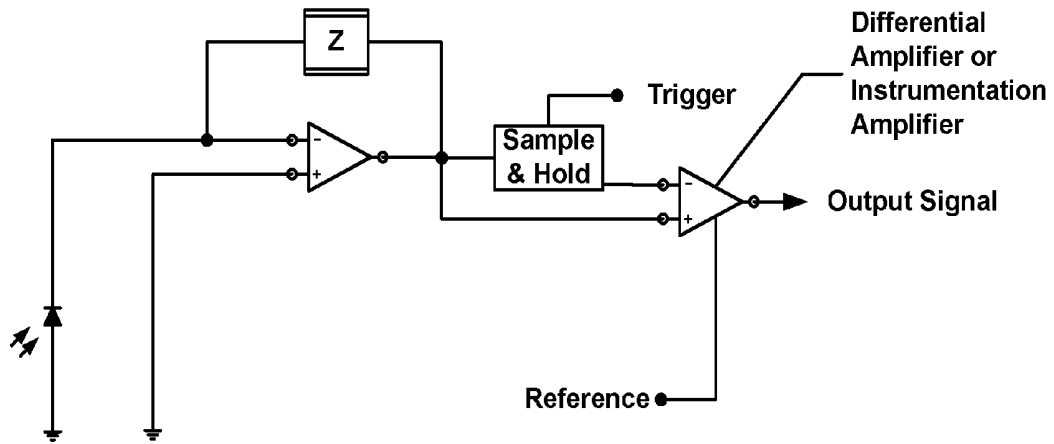 Differential
Amplifier or
Instrumentation
Amplifier
Z
Trigger
Sample
& Hold
-
+
-
+
Output Signal
Reference